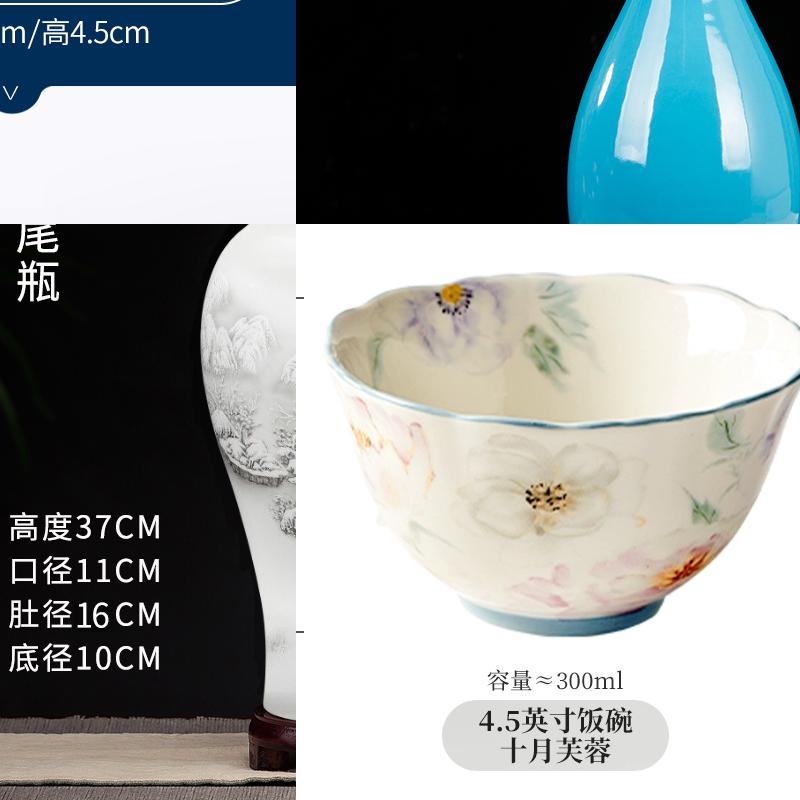 m/高4.5cm
尾
瓶
高度37CM
口径11CM
肚径16CM
底径10CM
容量≈300ml
4.5英寸饭碗
十月芙蓉